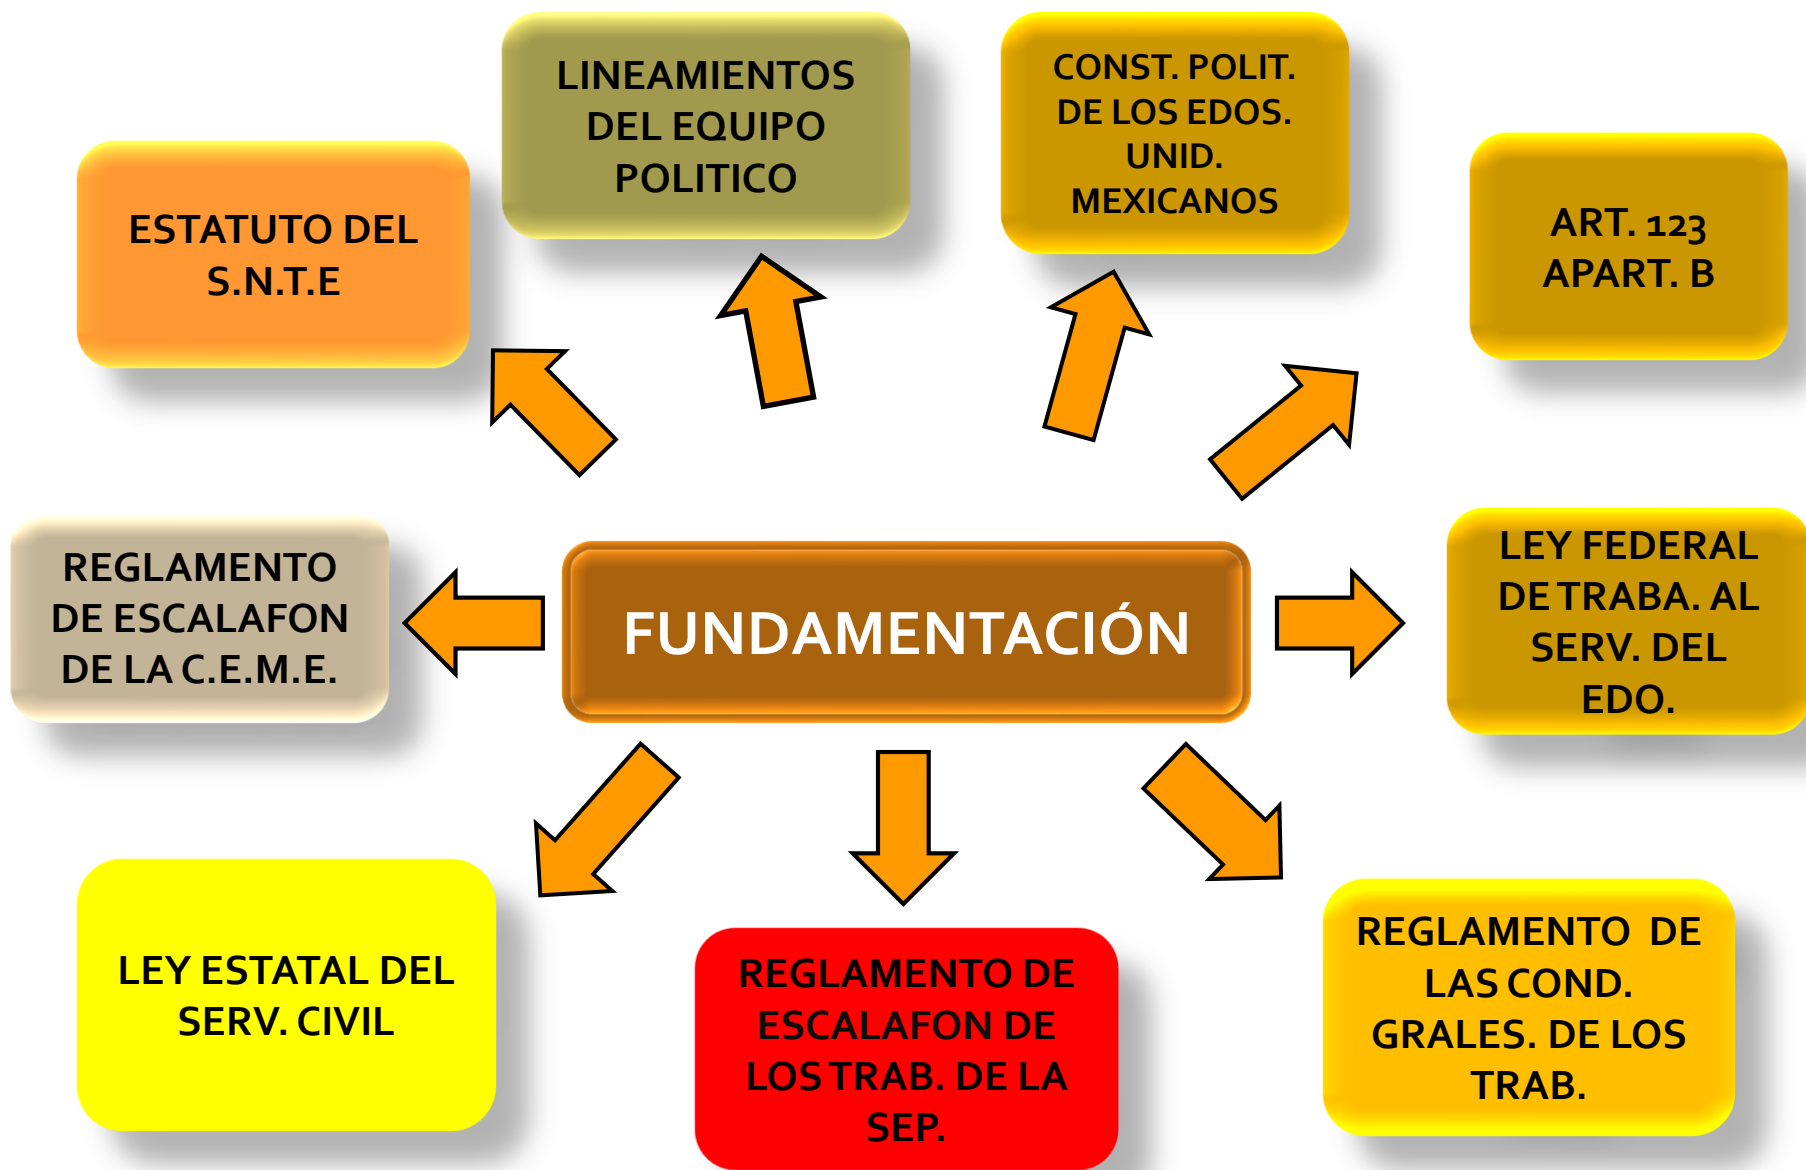 LINEAMIENTOS
DEL EQUIPO
POLITICO
CONST. POLIT.
DE LOS EDOS.
UNID.
MEXICANOS
ESTATUTO DEL
S.N.T.E
ART. 123
APART. B
REGLAMENTO
DE ESCALAFON
DE LA C.E.M.E.
FUNDAMENTACIÓN
LEY FEDERAL
DE TRABA. AL
SERV. DEL
EDO.
LEY ESTATAL DEL
SERV. CIVIL
REGLAMENTO DE
ESCALAFON DE
LOS TRAB. DE LA
SEP.
REGLAMENTO DE
LAS COND.
GRALES. DE LOS
TRAB.